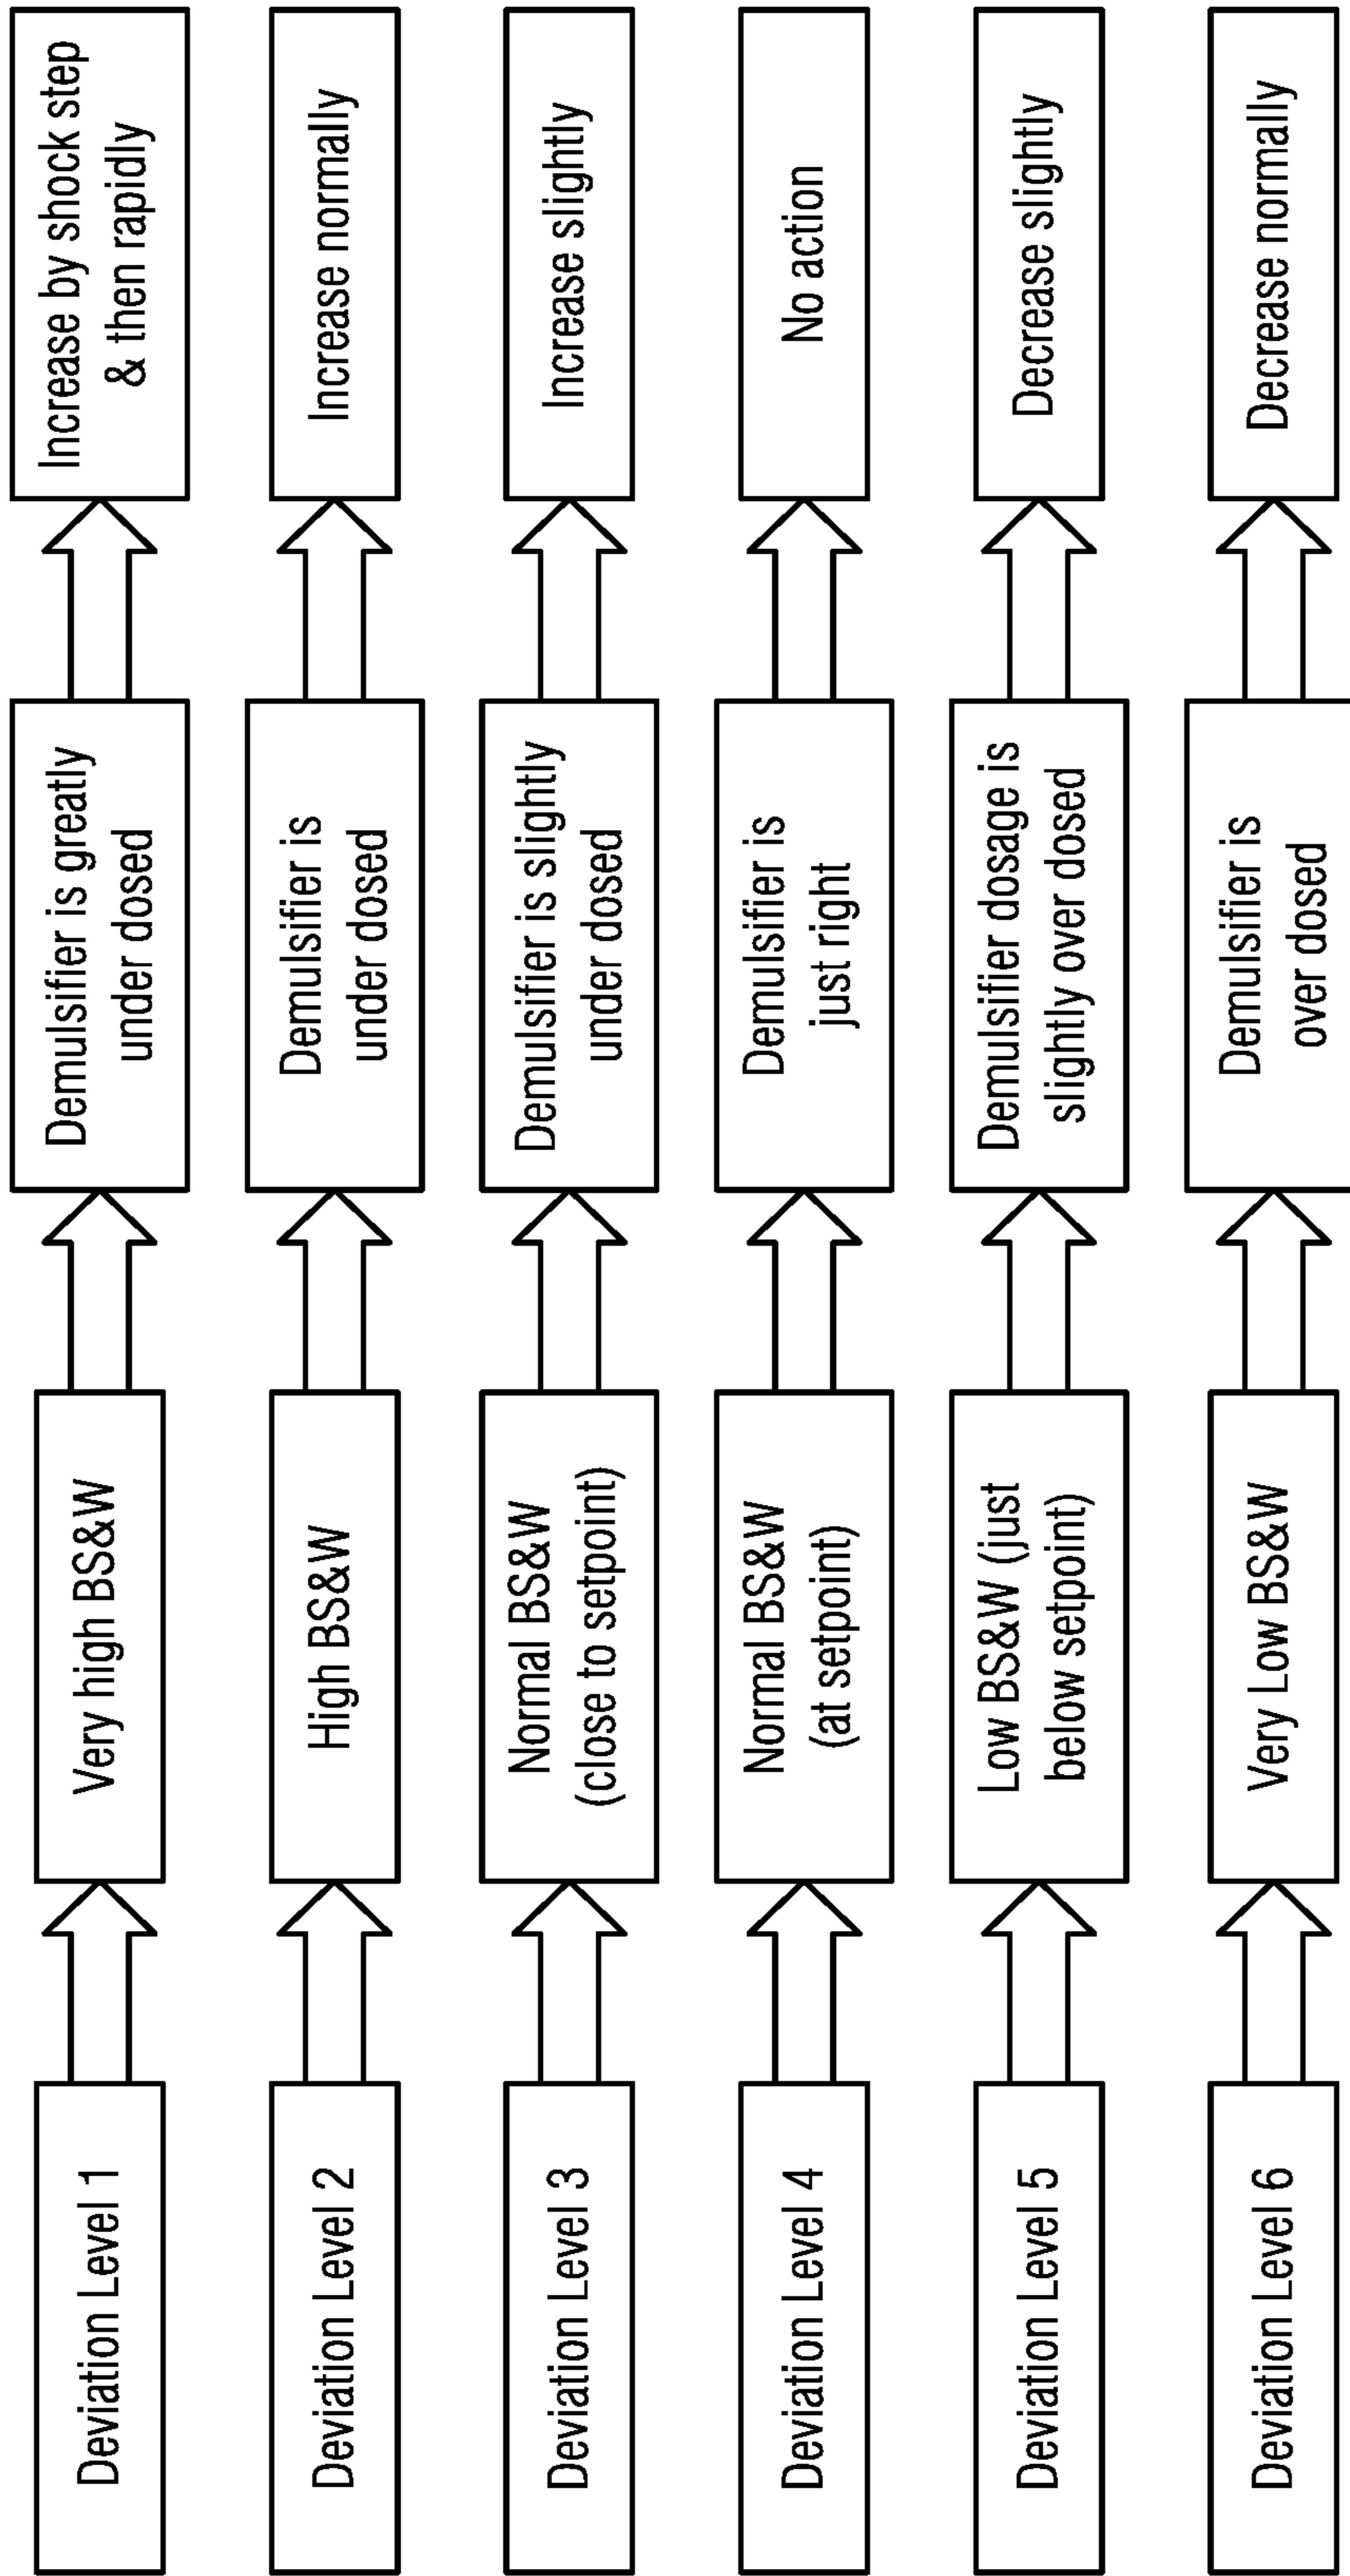 Deviation Level 1
Very high BS&W
Demulsifier is greatly
under dosed
Increase by shock step
& then rapidly
Deviation Level 2
High BS&W
Demulsifier is
under dosed
Increase normally
Deviation Level 3
Normal BS&W
(close to setpoint)
Demulsifier is slightly
under dosed
Increase slightly
Deviation Level 4
Normal BS&W
(at setpoint)
Demulsifier is
just right
No action
Deviation Level 5
Low BS&W (just
below setpoint)
Demulsifier dosage is
slightly over dosed
Decrease slightly
Deviation Level 6
Very Low BS&W
Demulsifier is
over dosed
Decrease normally